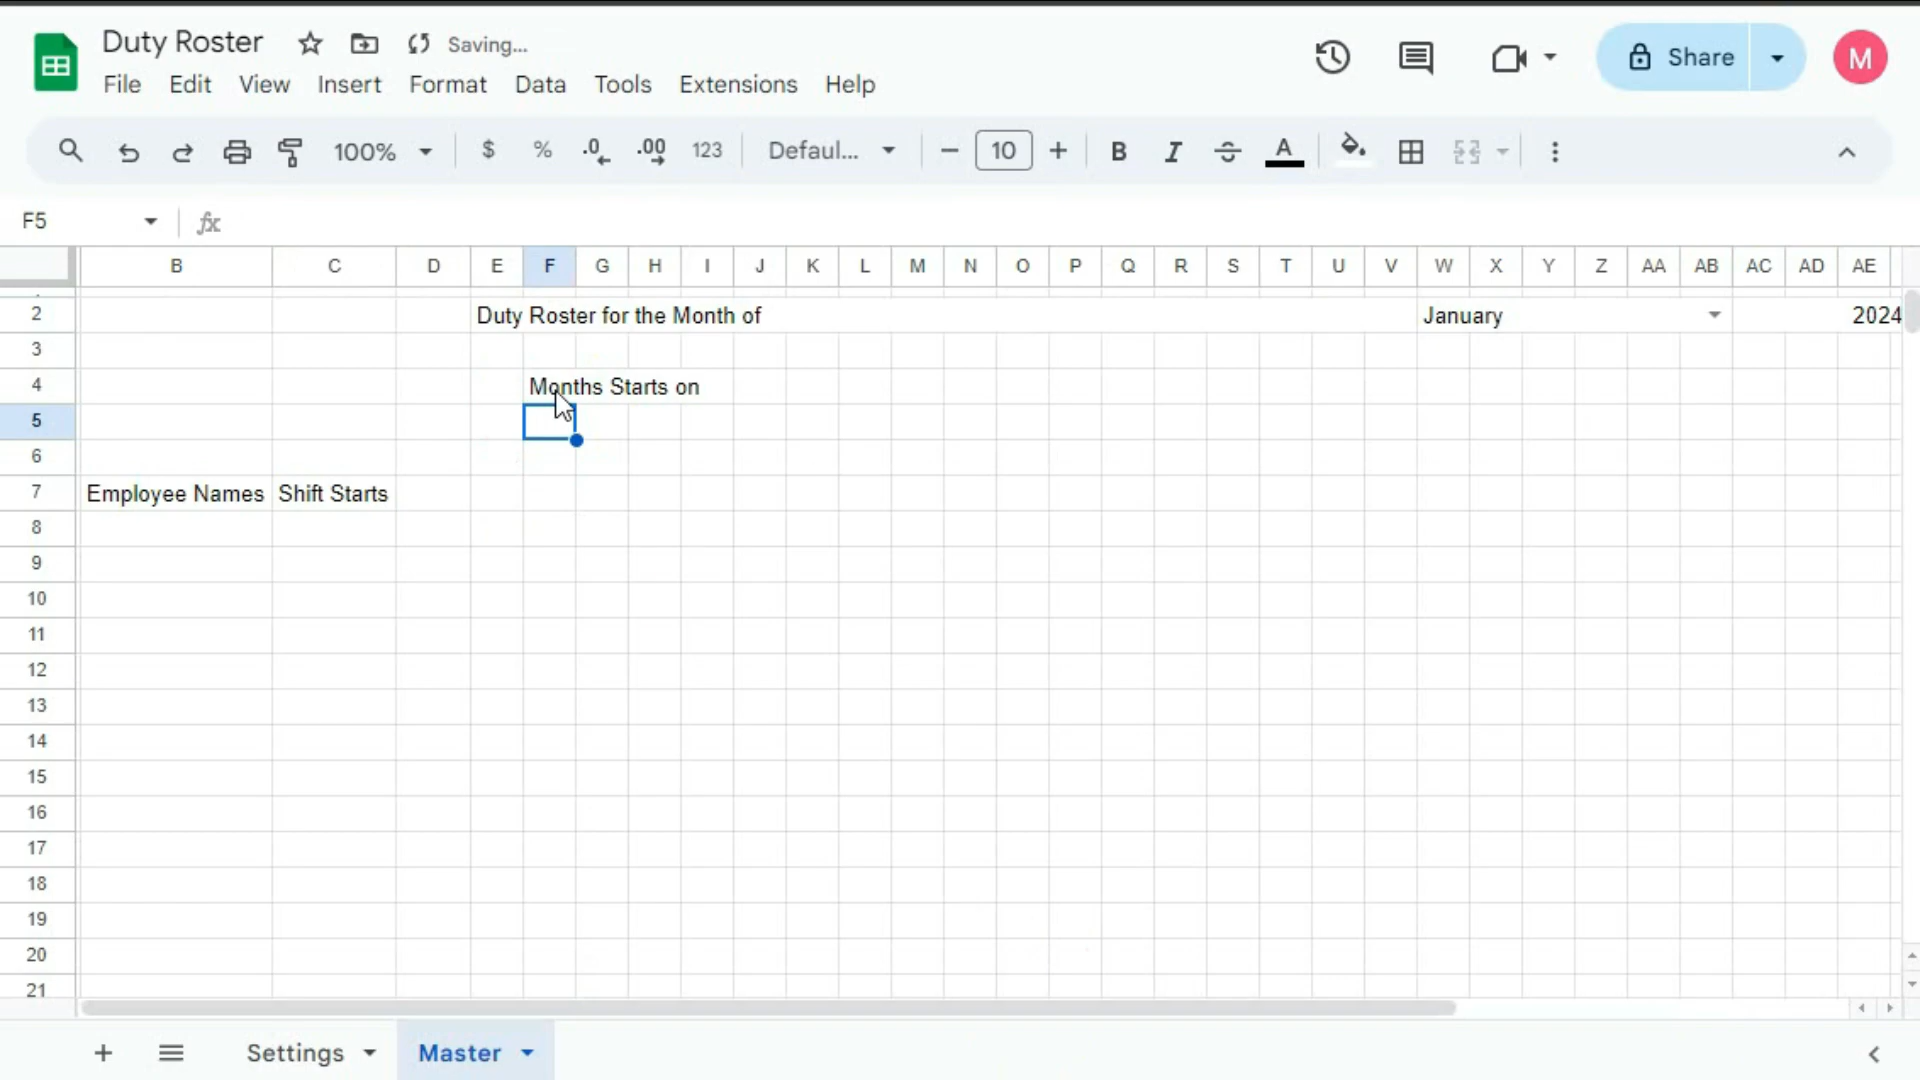 Duty Roster Saving...
File Edit View Insert Format Data Tools Extensions Help
Share M
100% $ % .0 .00 123 Defaul... 10 B I A
F5 fx
B C D E F G H I J K L M N O P Q R S T U V W X Y Z AA AB AC AD AE
2 Duty Roster for the Month of January 2024
3
4 Months Starts on
5
6
7 Employee Names Shift Starts
8
9
10
11
12
13
14
15
16
17
18
19
20
21
Settings Master